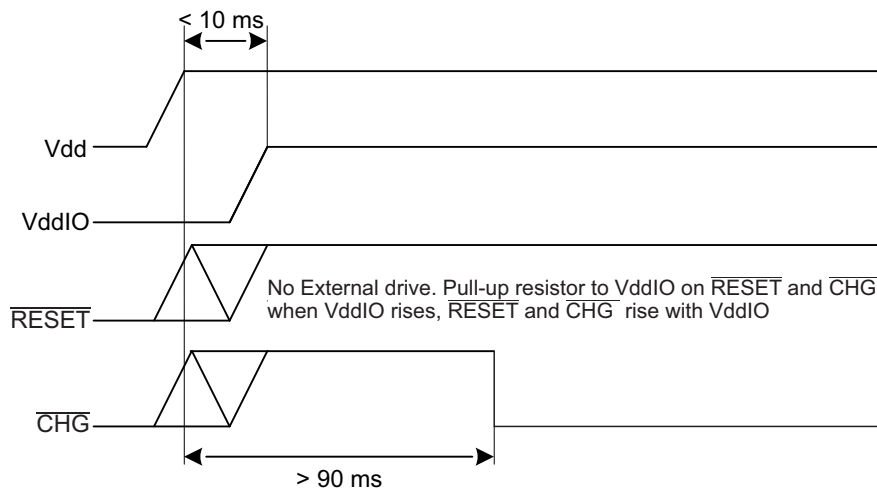 < 10 ms
Vdd
VddIO
No External drive. Pull-up resistor to VddIO on RESET and CHG
when VddIO rises, RESET and CHG rise with VddIO
RESET
CHG
> 90 ms